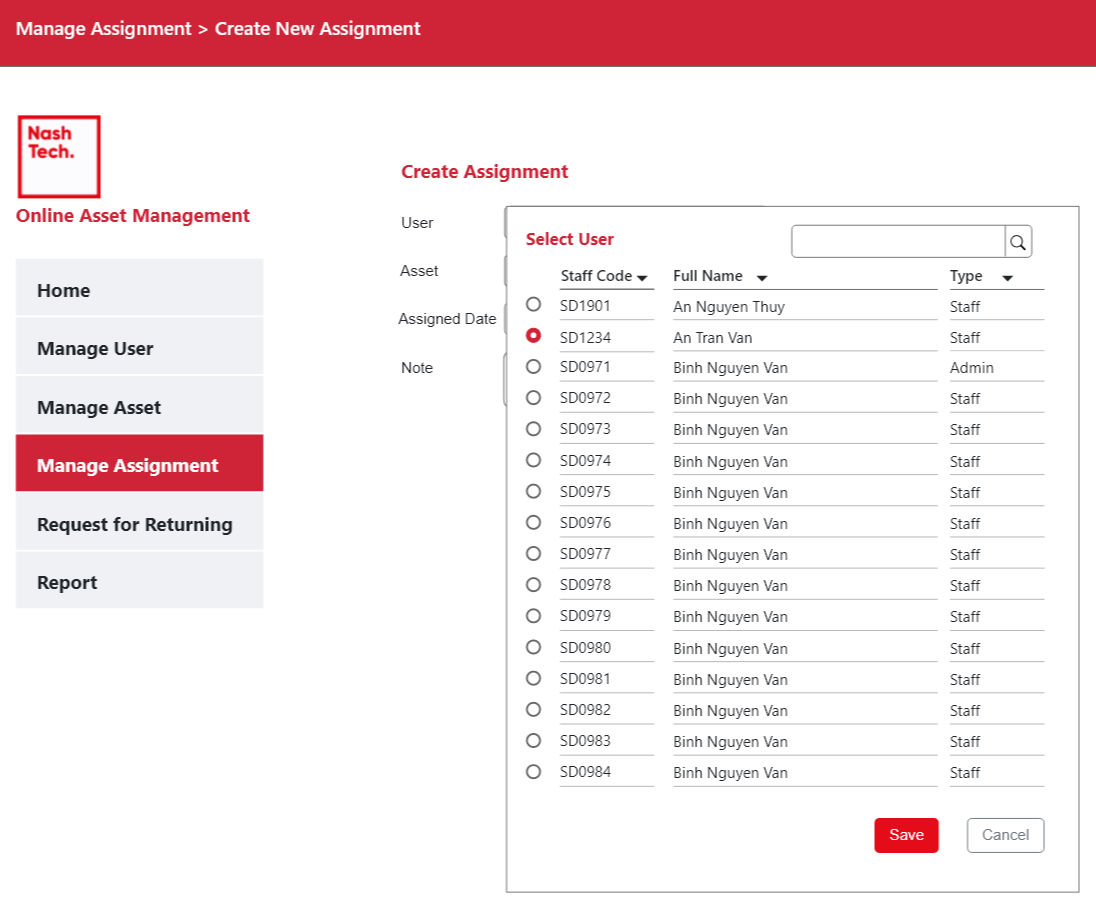 Manage Assignment > Create New Assignment
Nash
Tech.
Online Asset Management
Home
Manage User
Manage Asset
Manage Assignment
Request for Returning
Report
Create Assignment
User
Asset
Assigned Date
Note
Select User
Staff Code Full Name Type
SD1901 An Nguyen Thuy Staff
SD1234 An Tran Van Staff
SD0971 Binh Nguyen Van Admin
SD0972 Binh Nguyen Van Staff
SD0973 Binh Nguyen Van Staff
SD0974 Binh Nguyen Van Staff
SD0975 Binh Nguyen Van Staff
SD0976 Binh Nguyen Van Staff
SD0977 Binh Nguyen Van Staff
SD0978 Binh Nguyen Van Staff
SD0979 Binh Nguyen Van Staff
SD0980 Binh Nguyen Van Staff
SD0981 Binh Nguyen Van Staff
SD0982 Binh Nguyen Van Staff
SD0983 Binh Nguyen Van Staff
SD0984 Binh Nguyen Van Staff
Save Cancel